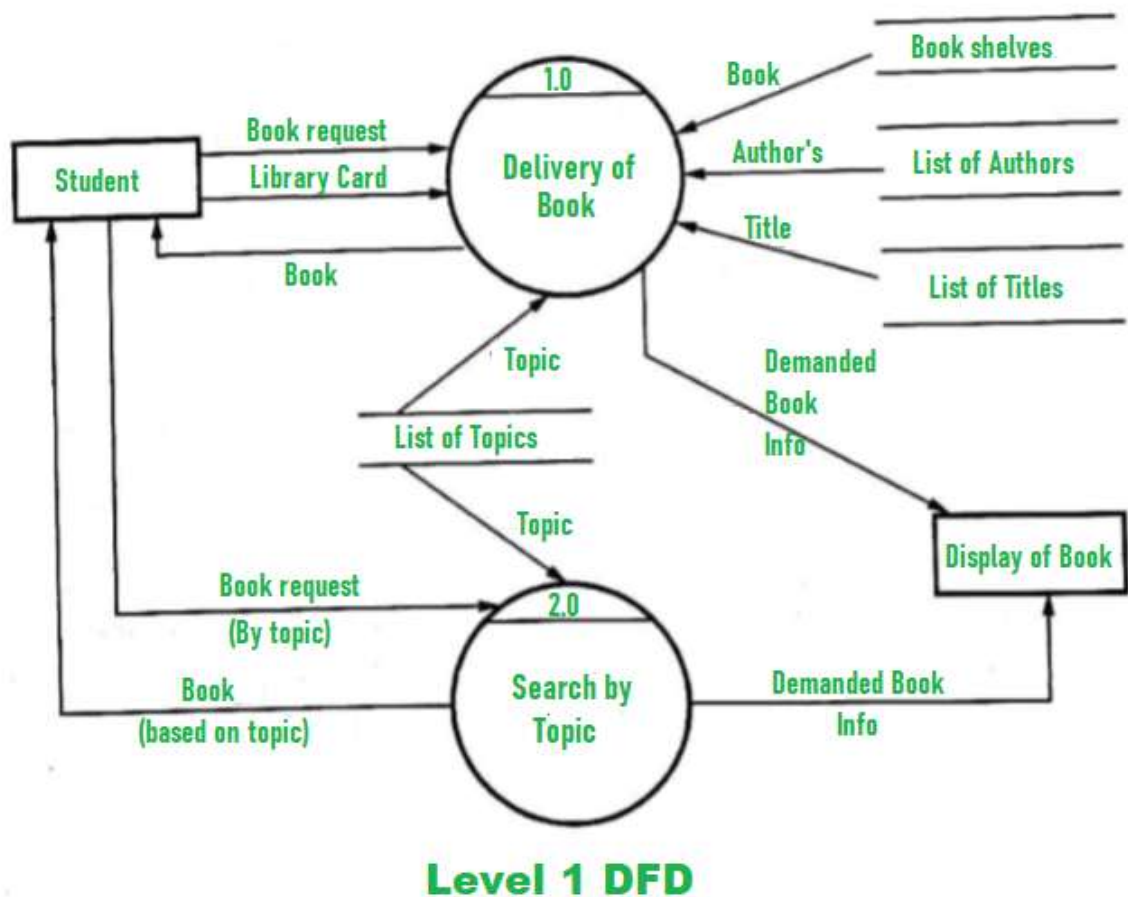 1.0
Book shelves
Book
Book request
Author's
List of Authors
Student
Library Card
Delivery of
Book
Title
Book
List of Titles
Topic
Demanded
Book
Info
List of Topics
Topic
Display of Book
Book request
(By topic)
2.0
Search by
Topic
Book
(based on topic)
Demanded Book
Info
Level 1 DFD